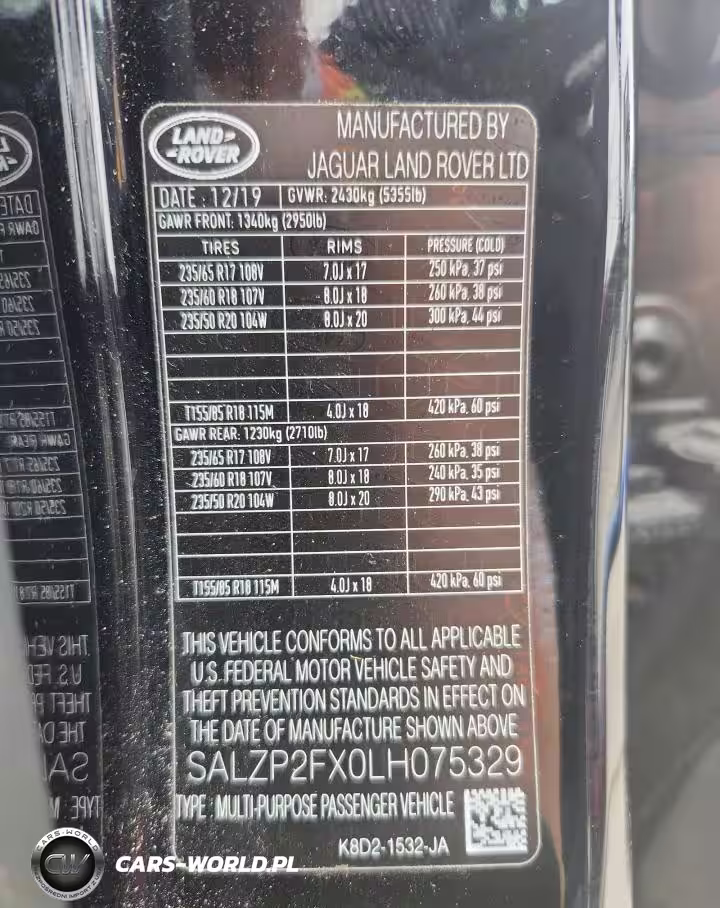 LAND-
-ROVER
MANUFACTURED BY
JAGUAR LAND ROVER LTD
DATE : 12/19 GVWR: 2430kg (5355lb)
GAWR FRONT: 1340kg (2950lb)
TIRES RIMS PRESSURE (COLD)
235/65 R17 108V 7.0J x 17 250 kPa, 37 psi
235/60 R18 107V 8.0J x 18 260 kPa, 38 psi
235/50 R20 104W 8.0J x 20 300 kPa, 44 psi
T155/85 R18 115M 4.0J x 18 420 kPa, 60 psi
GAWR REAR: 1230kg (2710lb)
235/65 R17 108V 7.0J x 17 260 kPa, 38 psi
235/60 R18 107V 8.0J x 18 240 kPa, 35 psi
235/50 R20 104W 8.0J x 20 290 kPa, 43 psi
T155/85 R18 115M 4.0J x 18 420 kPa, 60 psi
THIS VEHICLE CONFORMS TO ALL APPLICABLE
U.S. FEDERAL MOTOR VEHICLE SAFETY AND
THEFT PREVENTION STANDARDS IN EFFECT ON
THE DATE OF MANUFACTURE SHOWN ABOVE
SALZP2FX0LH075329
TYPE : MULTI-PURPOSE PASSENGER VEHICLE
K8D2-1532-JA
CARS-WORLD
CW
CARS-WORLD.PL